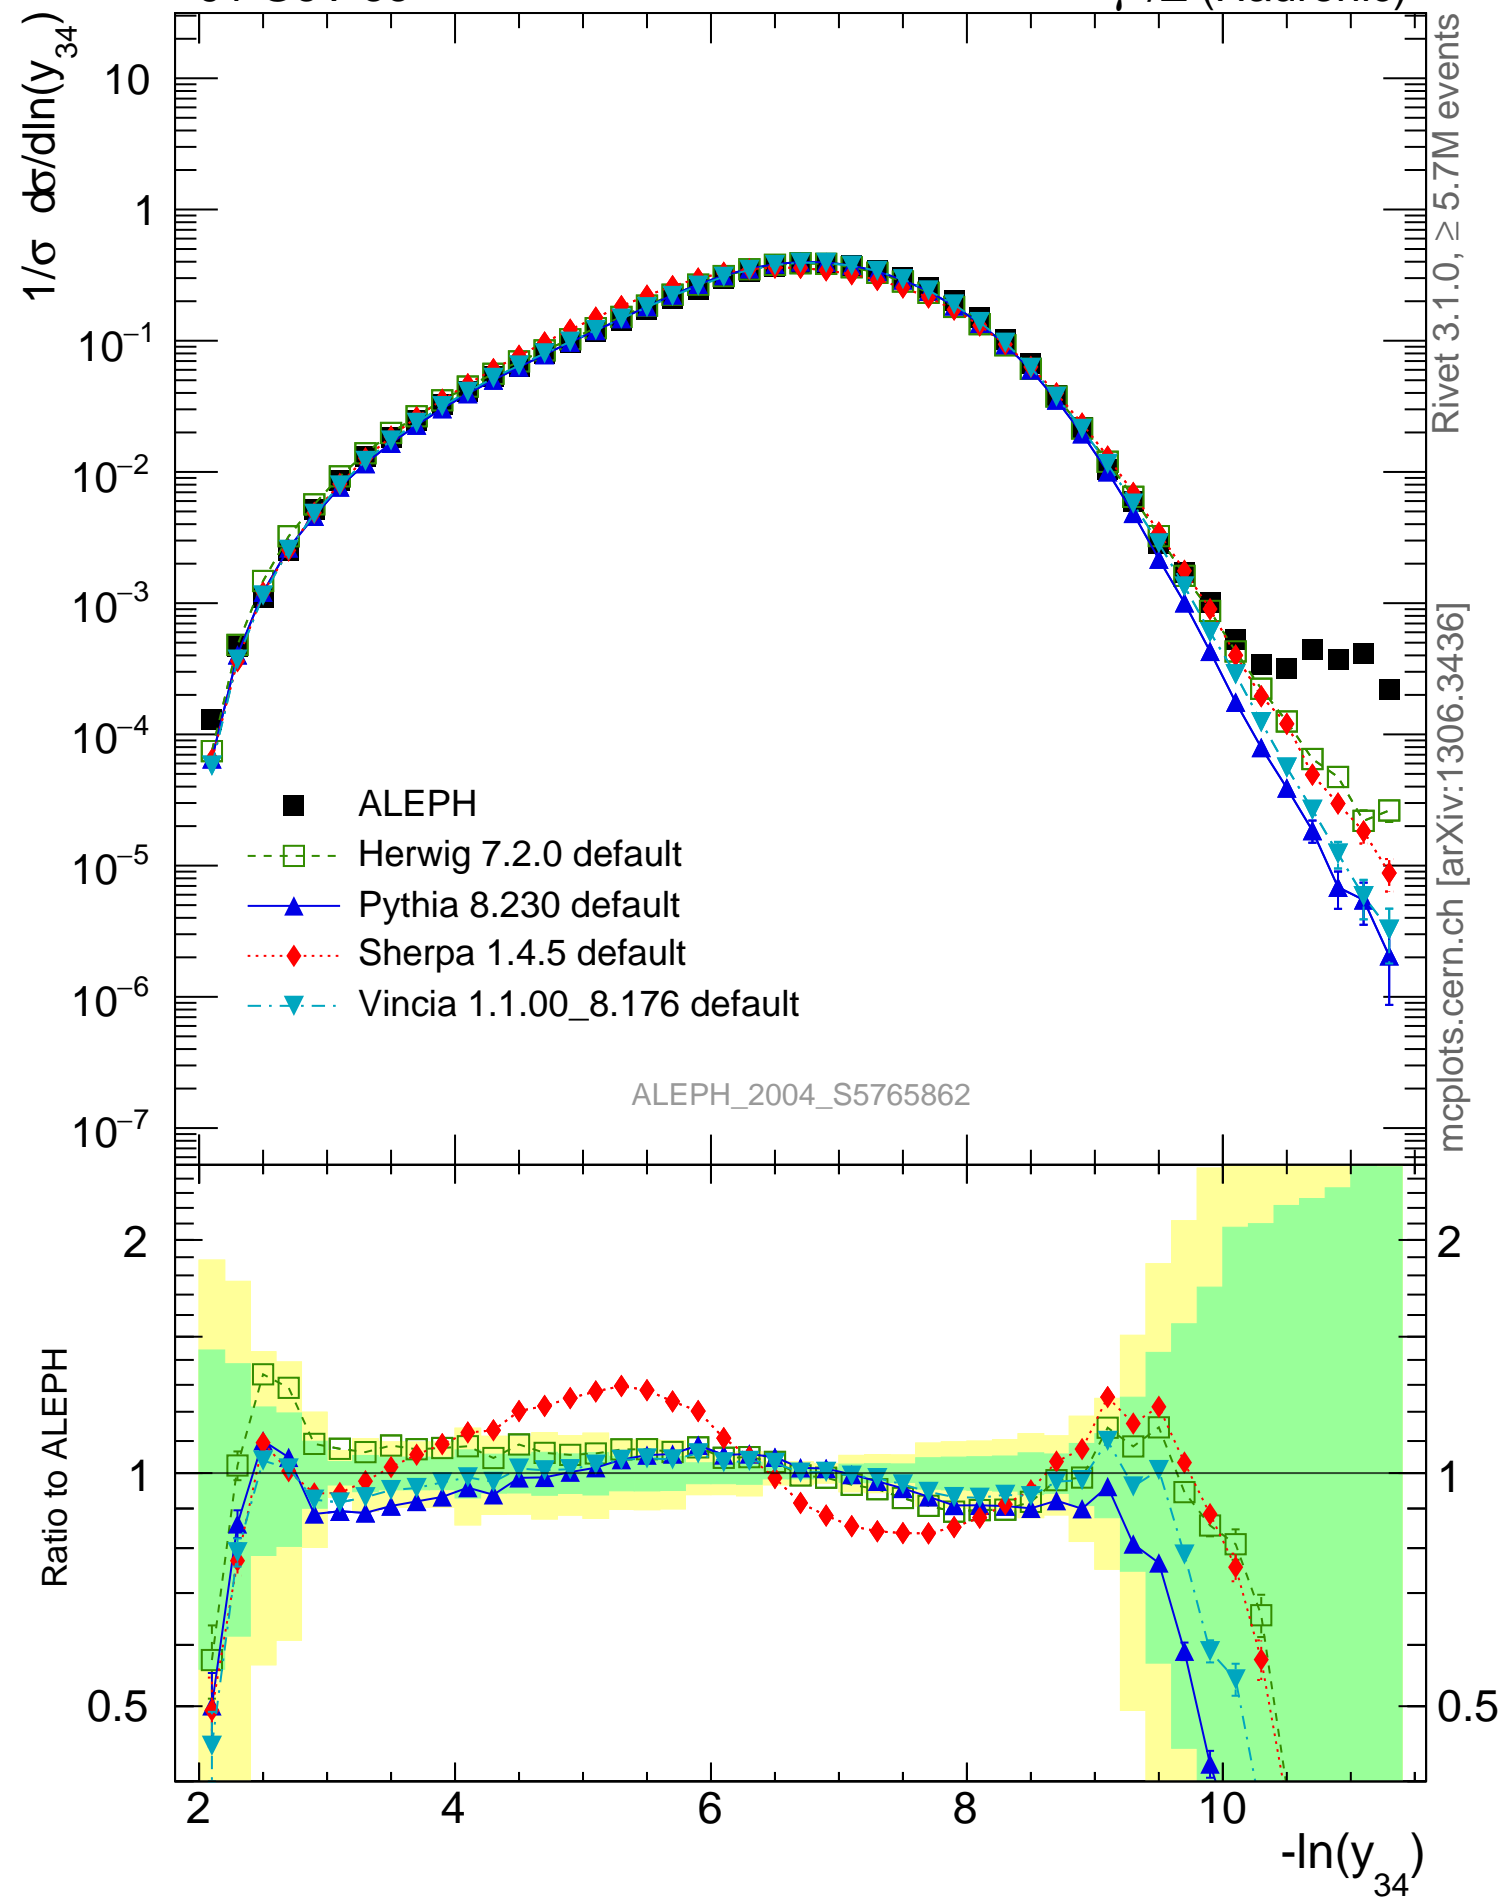 1/σ dσ/dln(y34)
10
1
10−1
10−2
10−3
10−4
10−5
10−6
10−7
ALEPH
Herwig 7.2.0 default
Pythia 8.230 default
Sherpa 1.4.5 default
Vincia 1.1.00_8.176 default
ALEPH_2004_S5765862
Rivet 3.1.0, ≥ 5.7M events
mcplots.cern.ch [arXiv:1306.3436]
Ratio to ALEPH
2
1
0.5
2
1
0.5
2 4 6 8 10
-ln(y34)